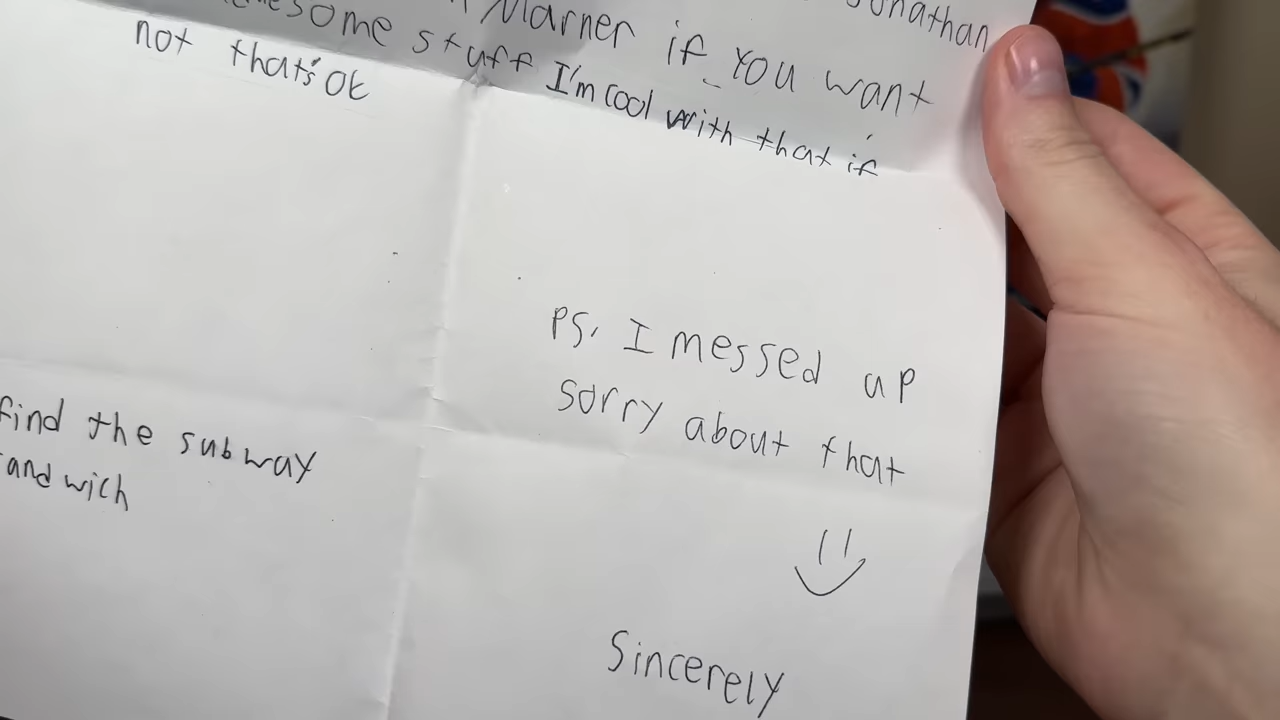 Jonathan
Marner if you want
some stuff I'm cool with that if
not that's ok
PS, I messed up
sorry about that
find the subway
andwich
Sincerely